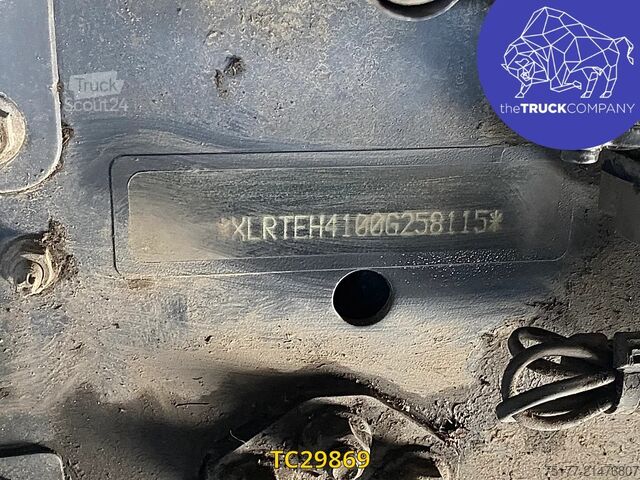 Truck
Scout24
theTRUCKCOMPANY
*XLRTEH4100G258115*
TC29869